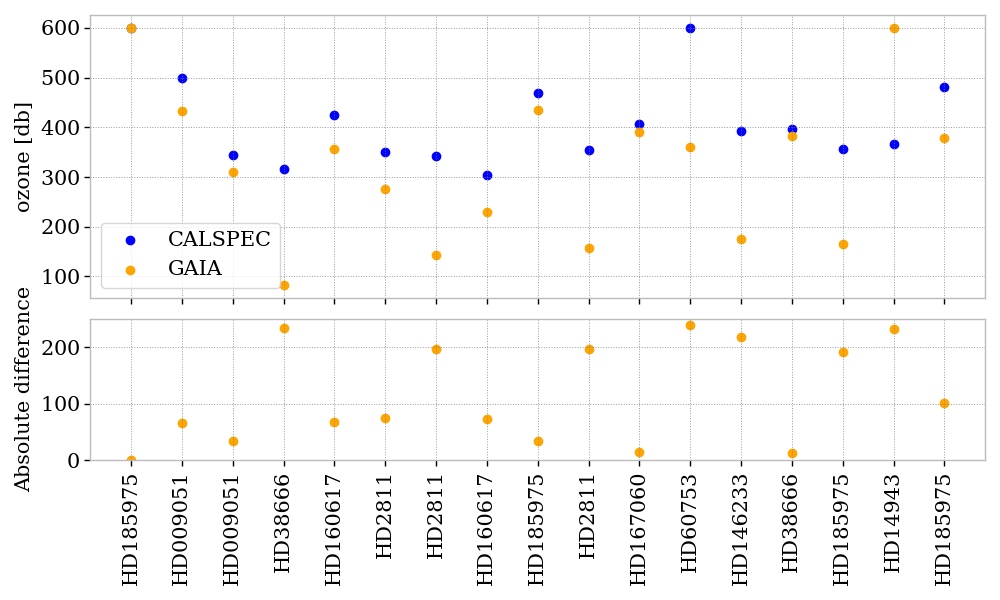 600
500
400
300
200
100
ozone [db]
CALSPEC
GAIA
200
100
0
Absolute difference
HD185975
HD009051
HD009051
HD38666
HD160617
HD2811
HD2811
HD160617
HD185975
HD2811
HD167060
HD60753
HD146233
HD38666
HD185975
HD14943
HD185975